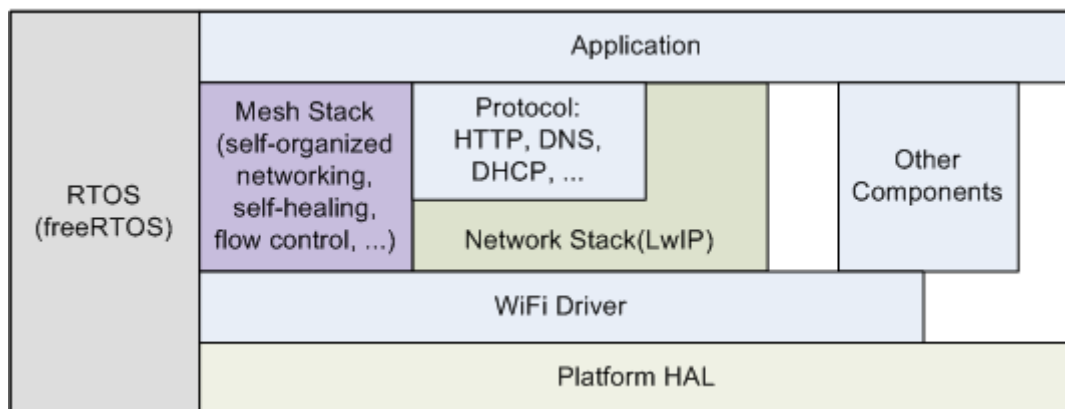 Application
RTOS
(freeRTOS)
Mesh Stack
(self-organized
networking,
self-healing,
flow control, ...)
Protocol:
HTTP, DNS,
DHCP, ...
Network Stack(LwIP)
Other
Components
WiFi Driver
Platform HAL